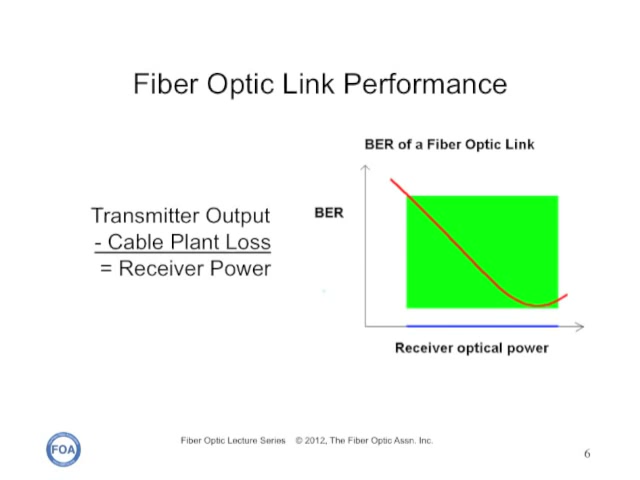 Fiber Optic Link Performance
BER of a Fiber Optic Link
BER
Transmitter Output
- Cable Plant Loss
= Receiver Power
Receiver optical power
FOA
Fiber Optic Lecture Series © 2012, The Fiber Optic Assn. Inc.
6